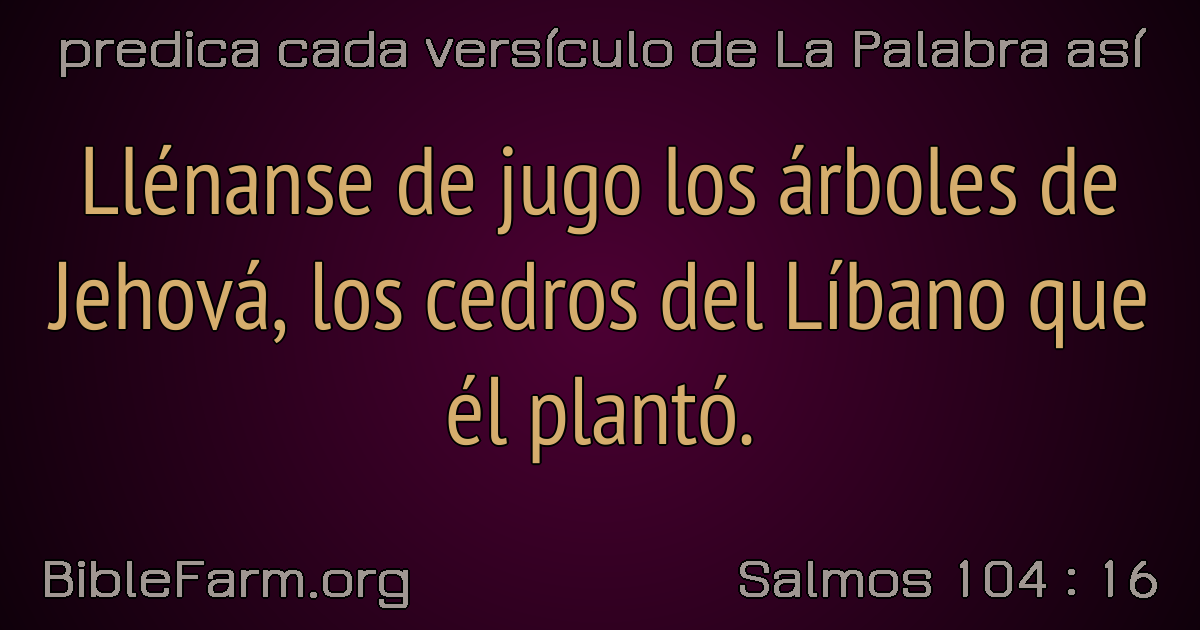 predica cada versículo de La Palabra así
Llénanse de jugo los árboles de
Jehová, los cedros del Líbano que
él plantó.
BibleFarm.org
Salmos 104 : 16